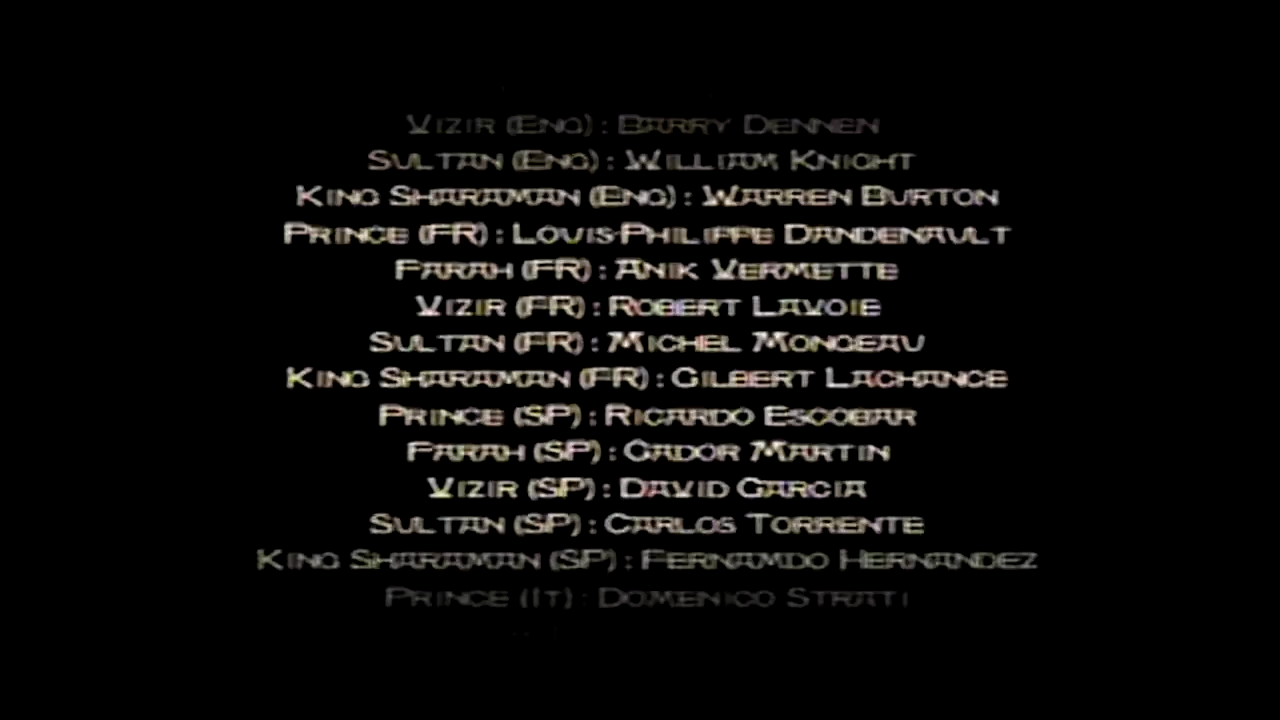 Vizir (Eng) : Barry Dennen
Sultan (Eng) : William Knight
King Sharaman (Eng) : Warren Burton
Prince (FR) : Louis-Philippe Dandenault
Farah (FR) : Anik Vermette
Vizir (FR) : Robert Lavoie
Sultan (FR) : Michel Mongeau
King Sharaman (FR) : Gilbert Lachance
Prince (SP) : Ricardo Escobar
Farah (SP) : Cador Martin
Vizir (SP) : David Garcia
Sultan (SP) : Carlos Torrente
King Sharaman (SP) : Fernamdo Hernandez
Prince (It) : Domenico Strati